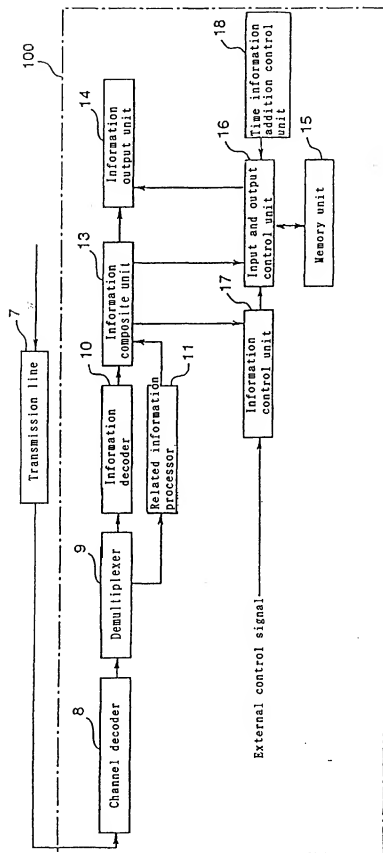 100
7
Transmission line
8
Channel decoder
9
Demultiplexer
10
Information decoder
11
Related information
processor
13
Information
composite unit
14
Information
output unit
External control signal
17
Information
control unit
16
Input and output
control unit
18
Time information
addition control
unit
15
Memory unit